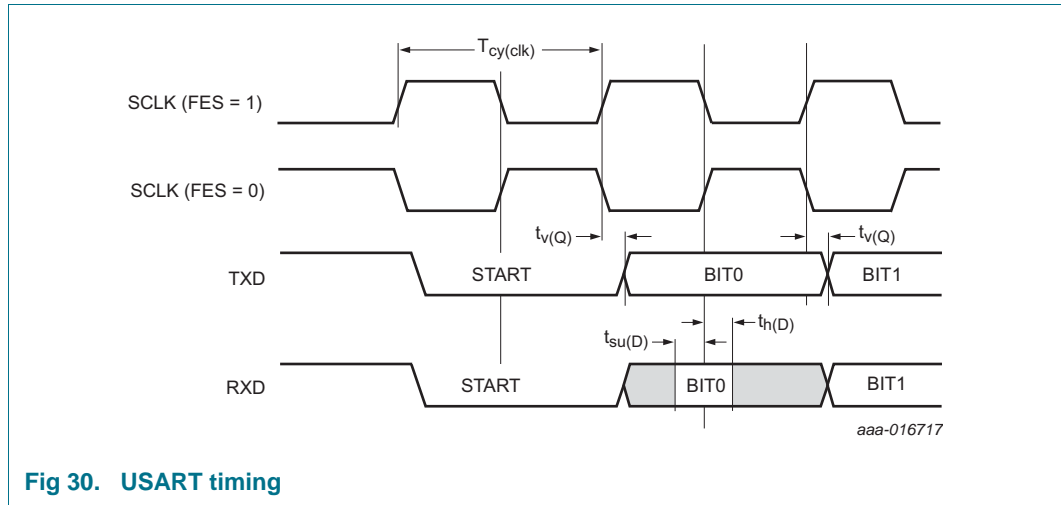 Tcy(clk)
SCLK (FES = 1)
SCLK (FES = 0)
tv(Q)
tv(Q)
TXD
START
BIT0
BIT1
th(D)
tsu(D)
RXD
START
BIT0
BIT1
aaa-016717
Fig 30. USART timing